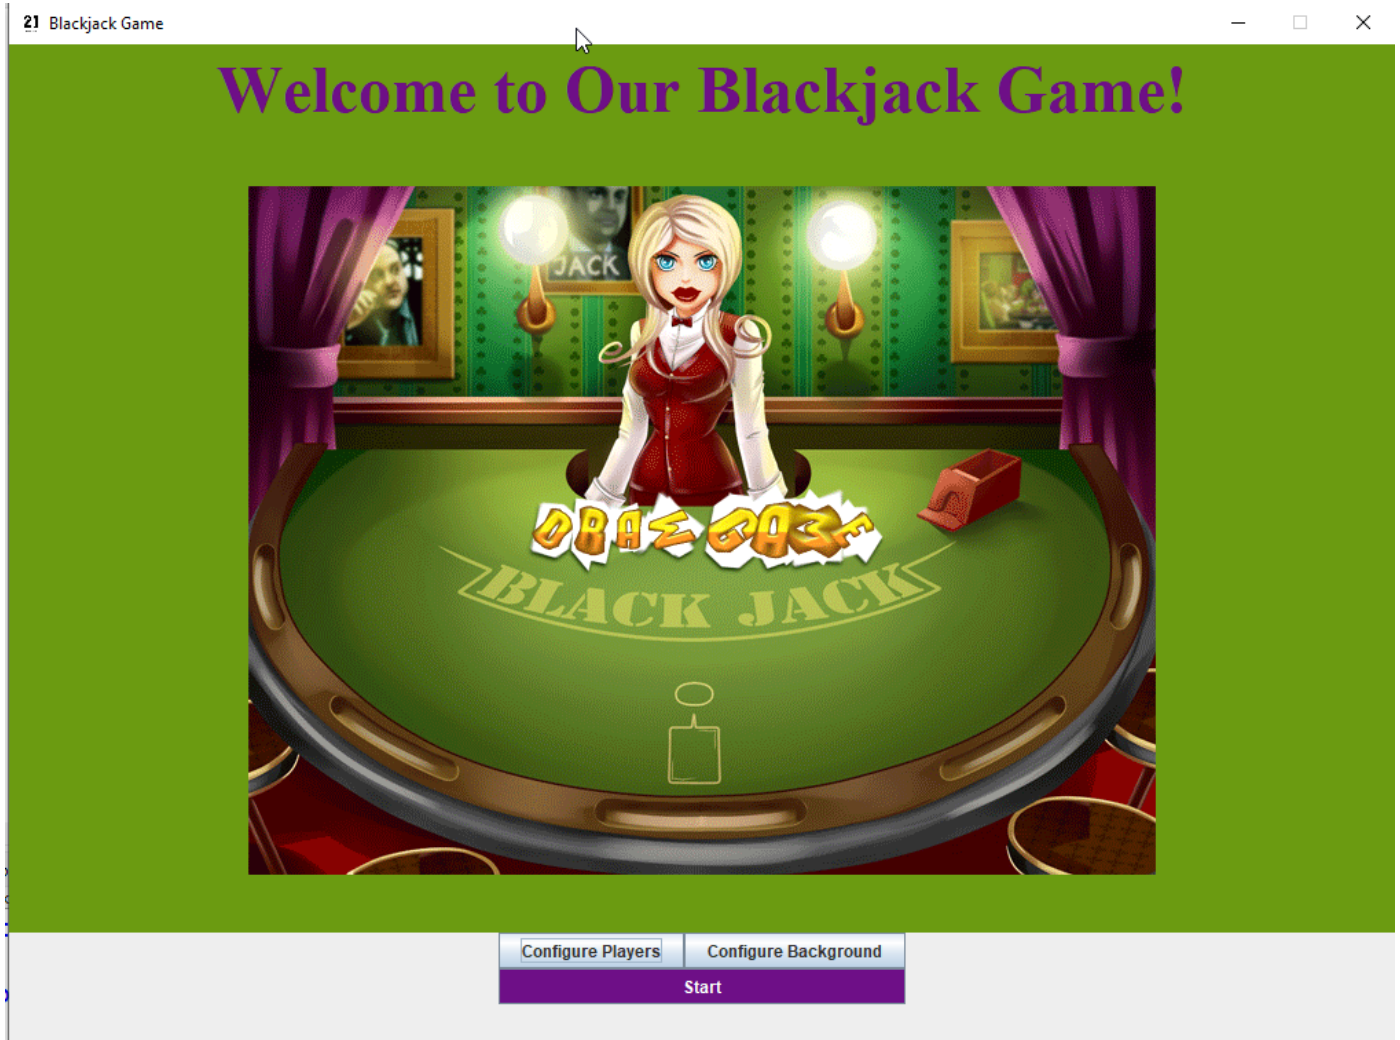 21 Blackjack Game
Welcome to Our Blackjack Game!
JACK
DRAW GAME
BLACK JACK
Configure Players
Configure Background
Start